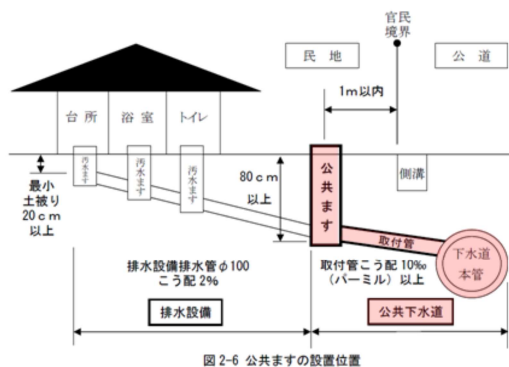 官民
境界
民地
公道
1m以内
台所
浴室
トイレ
汚水ます
汚水ます
汚水ます
公共ます
側溝
最小
土被り
20cm
以上
80cm
以上
取付管
下水道
本管
排水設備排水管φ100
こう配2%
取付管こう配10‰
(パーミル)以上
排水設備
公共下水道
図2-6 公共ますの設置位置